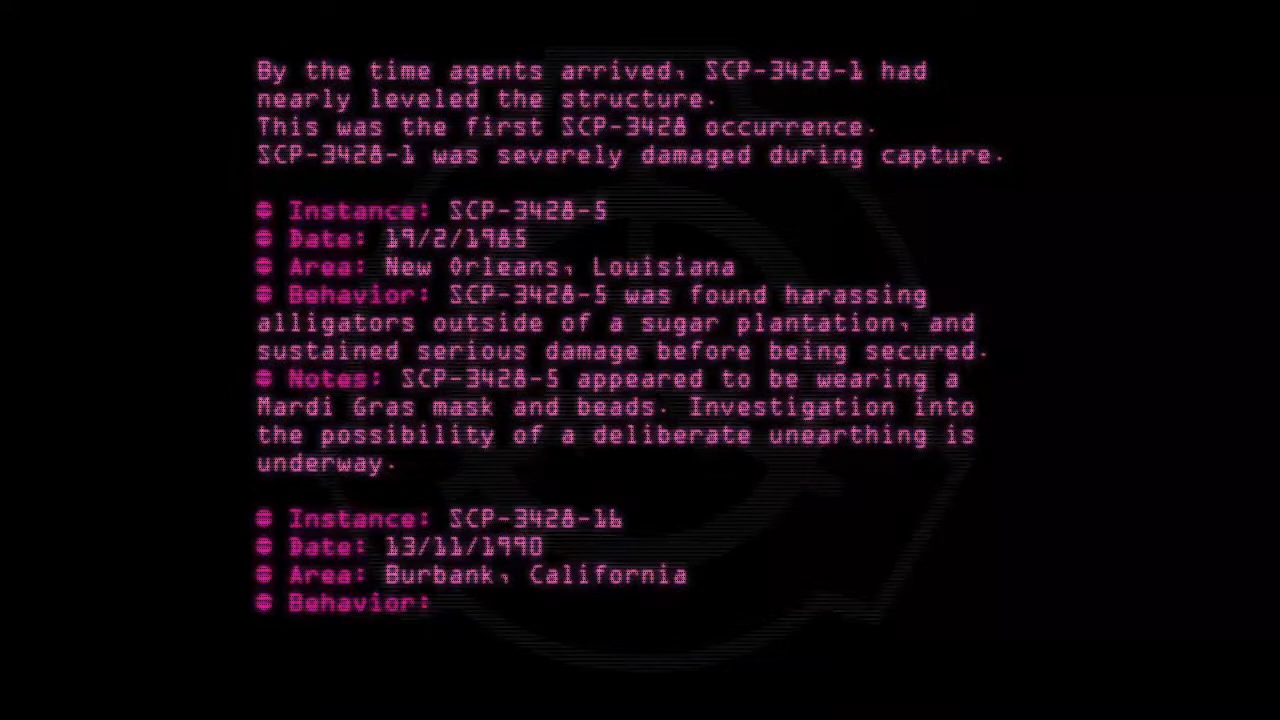 By the time agents arrived, SCP-3428-1 had
nearly leveled the structure.
This was the first SCP-3428 occurrence.
SCP-3428-1 was severely damaged during capture.
● Instance: SCP-3428-5
● Date: 19/2/1985
● Area: New Orleans, Louisiana
● Behavior: SCP-3428-5 was found harassing
alligators outside of a sugar plantation, and
sustained serious damage before being secured.
● Notes: SCP-3428-5 appeared to be wearing a
Mardi Gras mask and beads. Investigation into
the possibility of a deliberate unearthing is
underway.
● Instance: SCP-3428-16
● Date: 13/11/1990
● Area: Burbank, California
● Behavior: